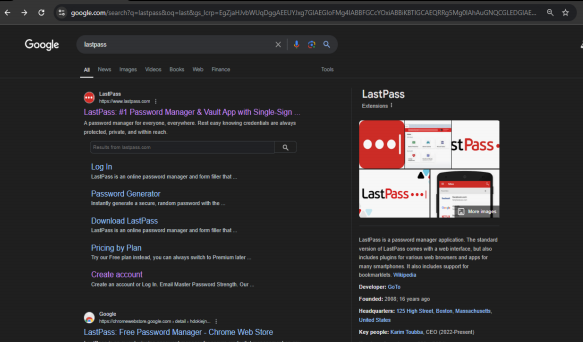 google.com/search?q=lastpass&oq=last&gs_lcrp=
Google
lastpass
All News Images Videos Books Web Finance Tools
LastPass
https://www.lastpass.com
LastPass: #1 Password Manager & Vault App with Single-Sign ...
A password manager for everyone, everywhere. Rest easy knowing credentials are always
protected, private, and within reach.
Results from lastpass.com
Log In
LastPass is an online password manager and form filler that ...
Password Generator
Instantly generate a secure, random password with the ...
Download LastPass
LastPass is an online password manager and form filler that ...
Pricing by Plan
Try our Free plan instead, you can always switch to Premium later ...
Create account
Create an account or Log In. Email Master Password Strength. Our ...
Google
https://chromewebstore.google.com › detail ›
LastPass: Free Password Manager - Chrome Web Store
LastPass
Extensions
stPass
LastPass
More images
LastPass is a password manager application. The standard
version of LastPass comes with a web interface, but also
includes plugins for various web browsers and apps for
many smartphones. It also includes support for
bookmarklets. Wikipedia
Developer: GoTo
Founded: 2008, 16 years ago
Headquarters: 125 High Street, Boston, Massachusetts,
United States
Key people: Karim Toubba, CEO (2022-Present)